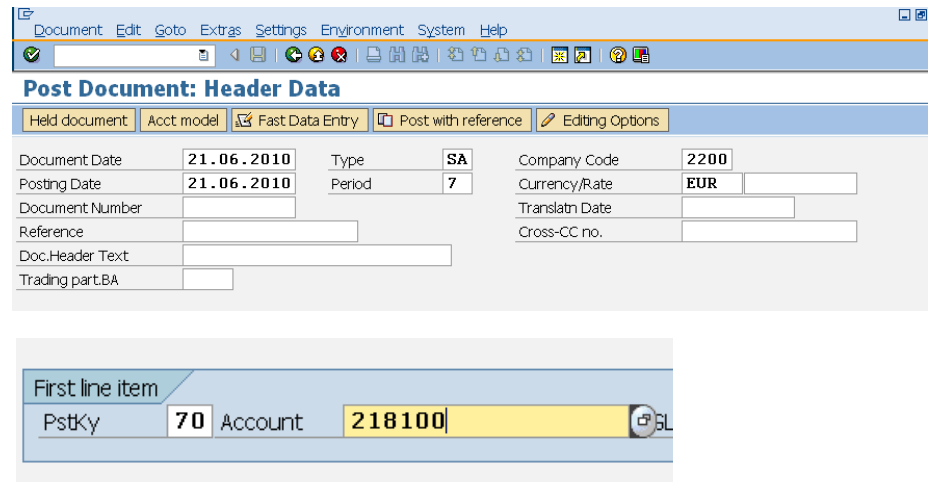 Document Edit Goto Extras Settings Environment System Help
Post Document: Header Data
Held document Acct model Fast Data Entry Post with reference Editing Options
Document Date 21.06.2010 Type SA Company Code 2200
Posting Date 21.06.2010 Period 7 Currency/Rate EUR
Document Number Translatn Date
Reference Cross-CC no.
Doc.Header Text
Trading part.BA
First line item
PstKy 70 Account 218100